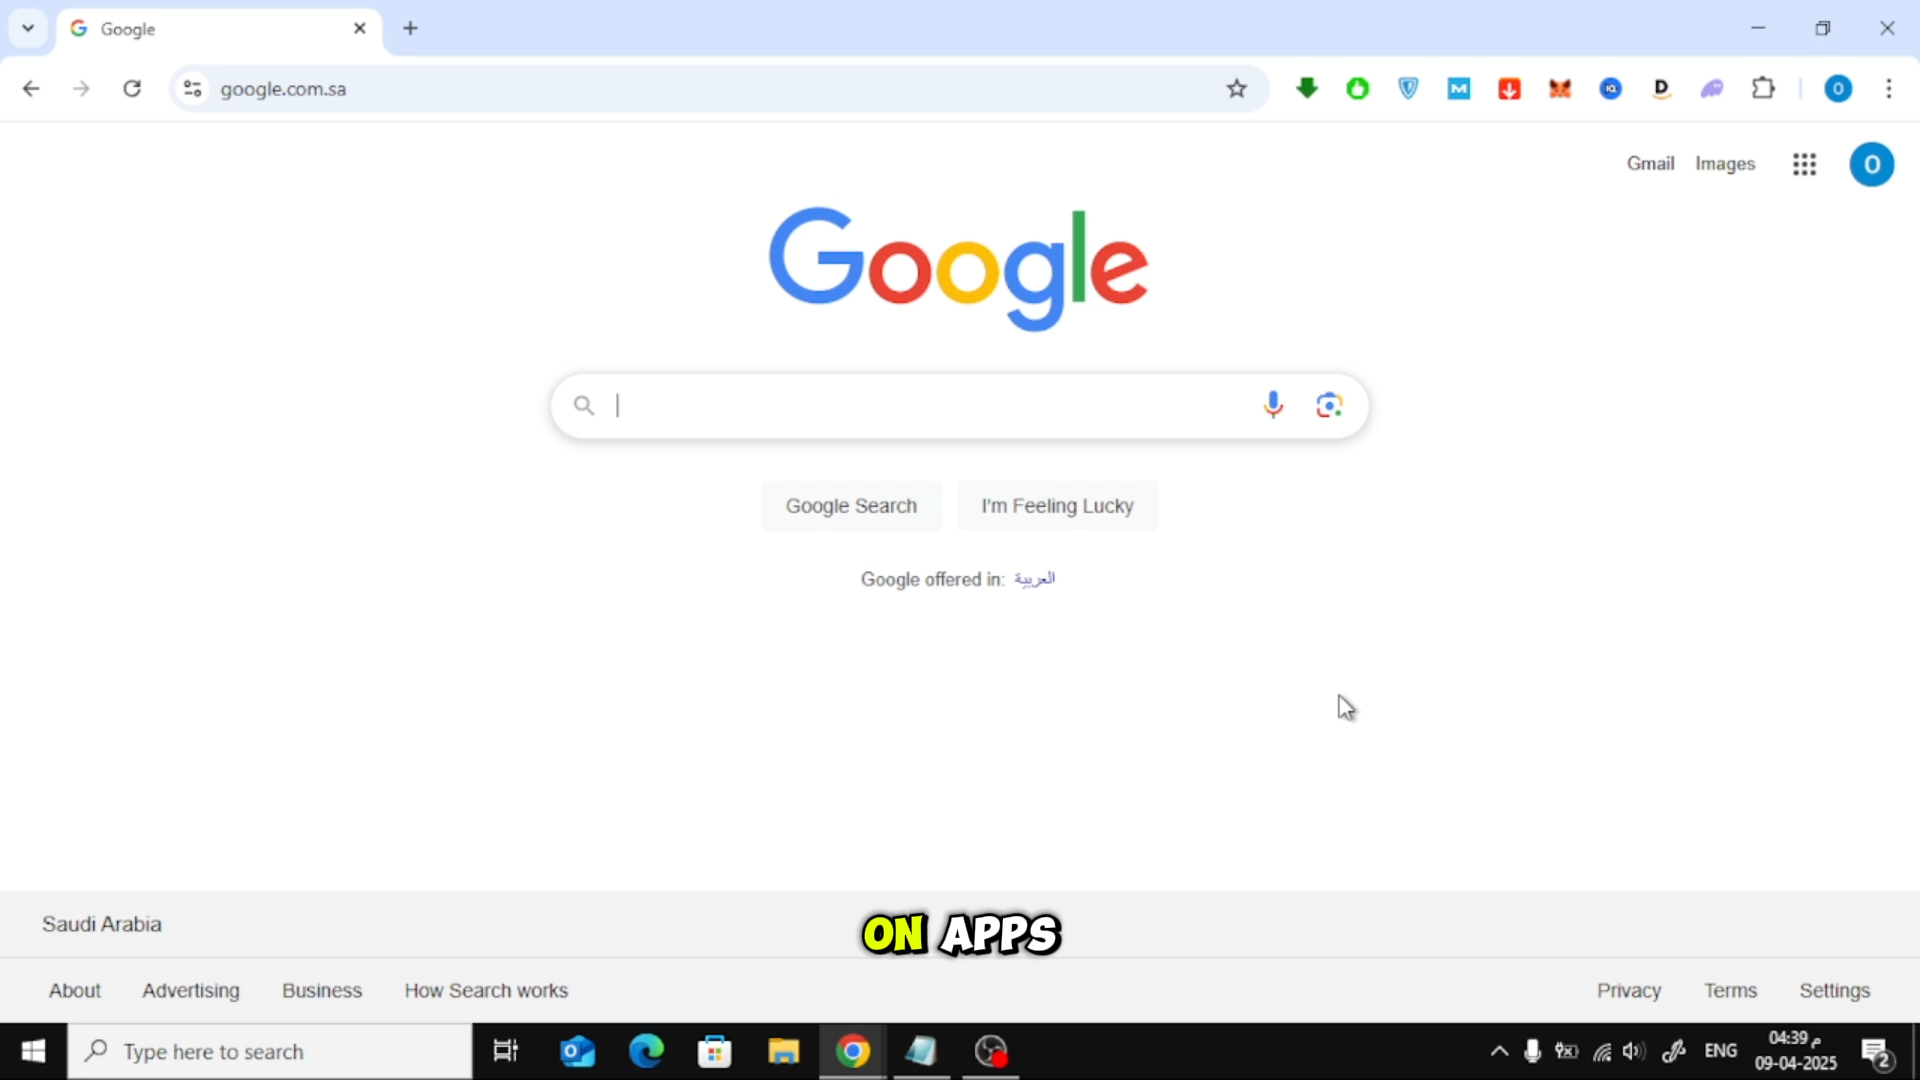 Google
google.com.sa
Gmail Images
O
Google
Google Search I'm Feeling Lucky
Google offered in: العربية
Saudi Arabia
ON APPS
About Advertising Business How Search works
Privacy Terms Settings
Type here to search
ENG
04:39 م
09-04-2025
2